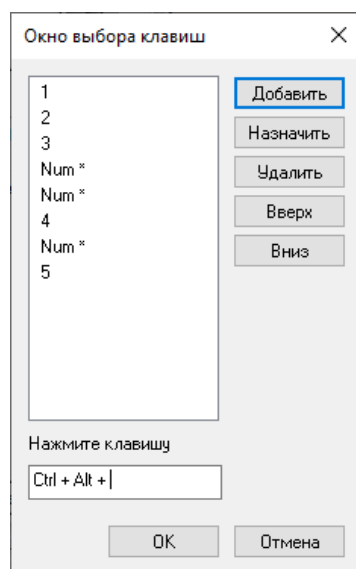 Окно выбора клавиш
1
2
3
Num *
Num *
4
Num *
5
Добавить
Назначить
Удалить
Вверх
Вниз
Нажмите клавишу
Ctrl + Alt +
OK
Отмена